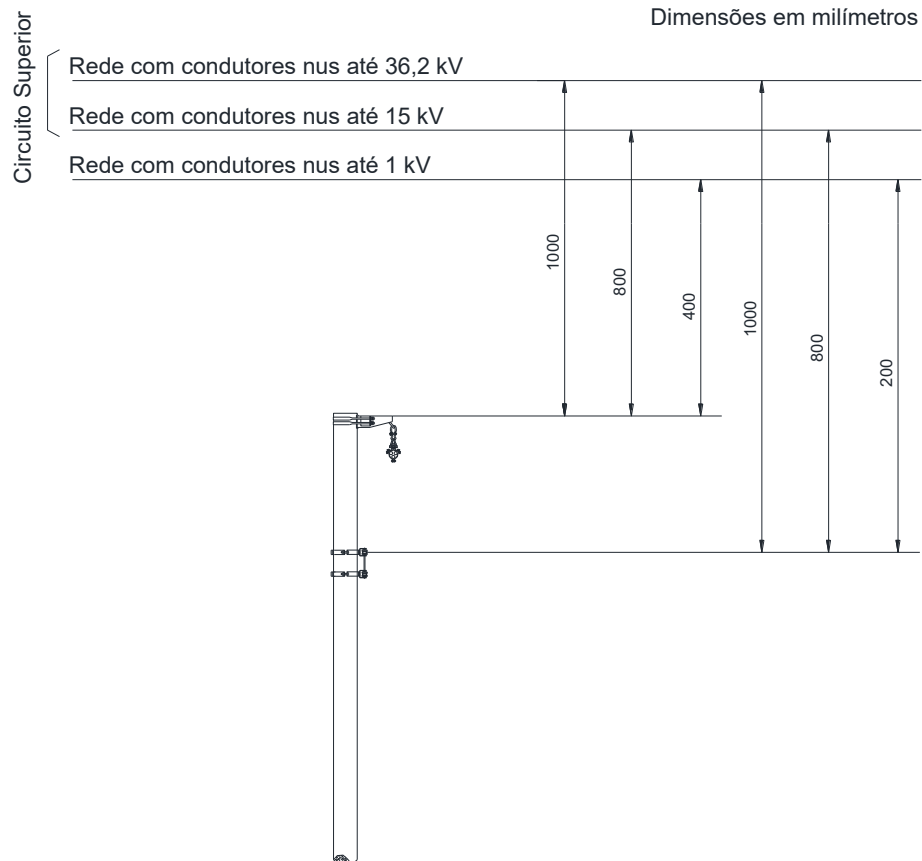 Dimensões em milímetros
Circuito Superior
Rede com condutores nus até 36,2 kV
Rede com condutores nus até 15 kV
Rede com condutores nus até 1 kV
1000
800
400
1000
800
200